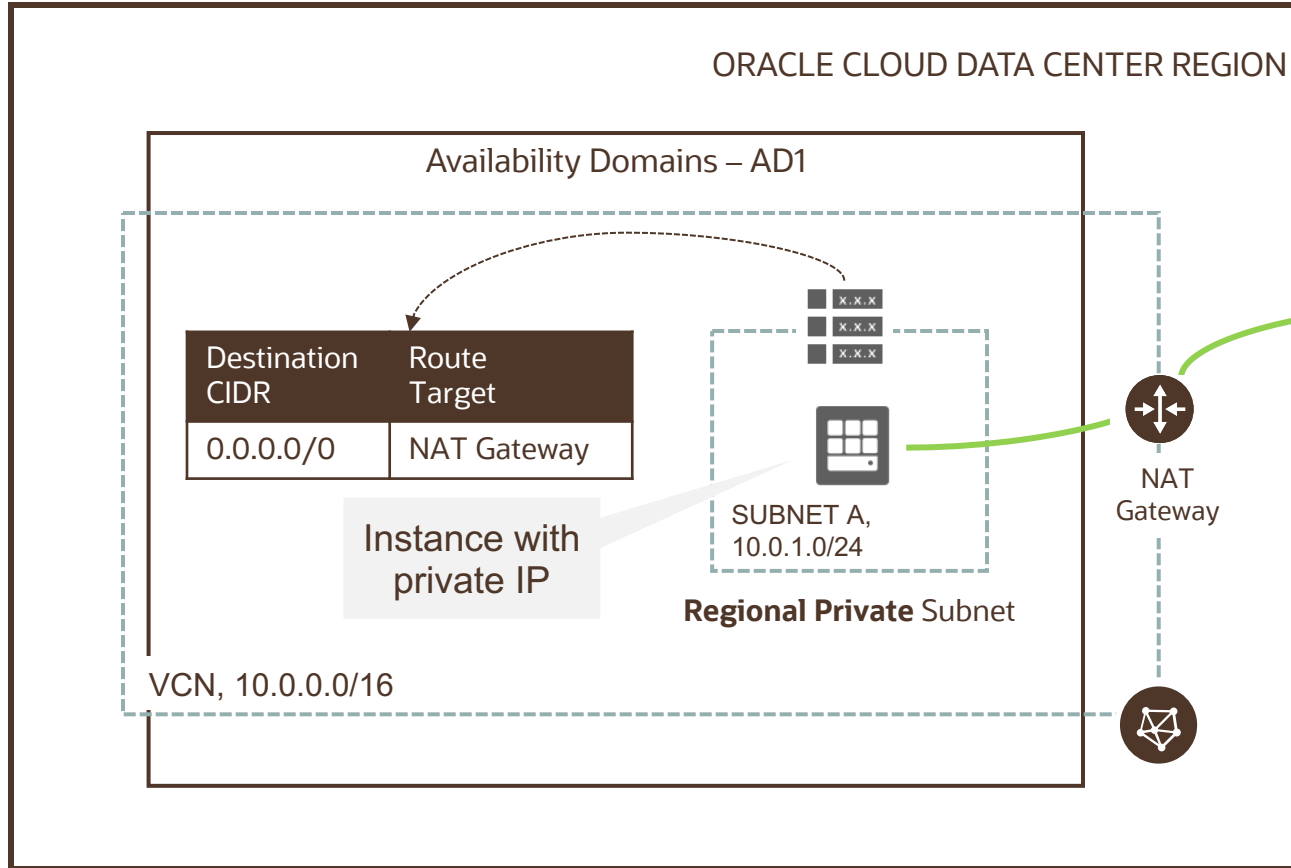 ORACLE CLOUD DATA CENTER REGION
Availability Domains – AD1
x.x.x
x.x.x
x.x.x
Destination CIDR
Route Target
0.0.0.0/0
NAT Gateway
Instance with
private IP
SUBNET A,
10.0.1.0/24
Regional Private Subnet
NAT
Gateway
VCN, 10.0.0.0/16